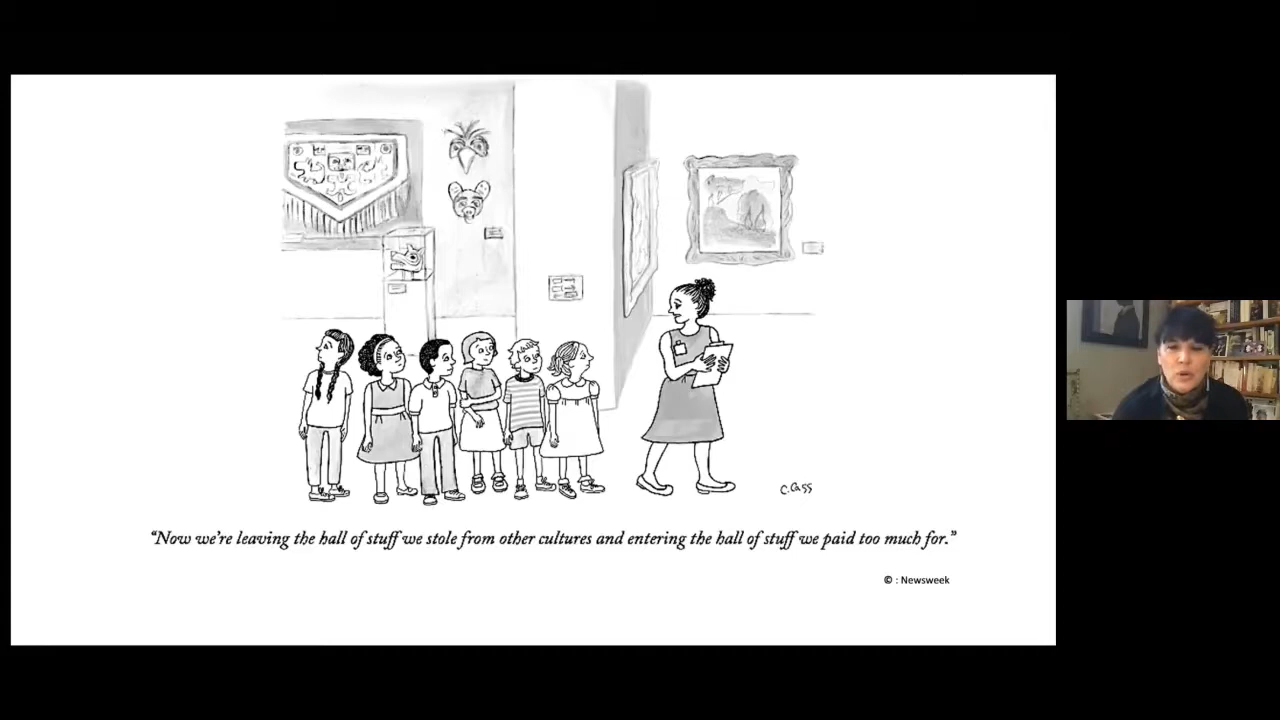 C. Cass
“Now we're leaving the hall of stuff we stole from other cultures and entering the hall of stuff we paid too much for.”
© : Newsweek